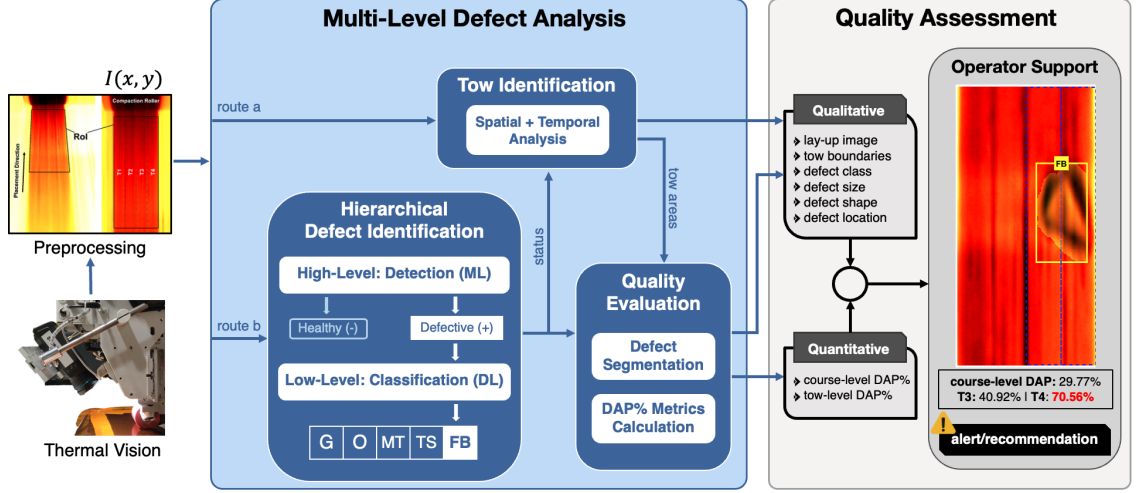 Multi-Level Defect Analysis
Quality Assessment
I(x, y)
Compaction Roller
RoI
Placement Direction
T1
T2
T3
T4
Preprocessing
Thermal Vision
route a
route b
Tow Identification
Spatial + Temporal
Analysis
status
tow areas
Hierarchical
Defect Identification
High-Level: Detection (ML)
Healthy (-)
Defective (+)
Low-Level: Classification (DL)
G O MT TS FB
Quality
Evaluation
Defect
Segmentation
DAP% Metrics
Calculation
Qualitative
lay-up image
tow boundaries
defect class
defect size
defect shape
defect location
Quantitative
course-level DAP%
tow-level DAP%
Operator Support
FB
course-level DAP: 29.77%
T3: 40.92% | T4: 70.56%
!
alert/recommendation